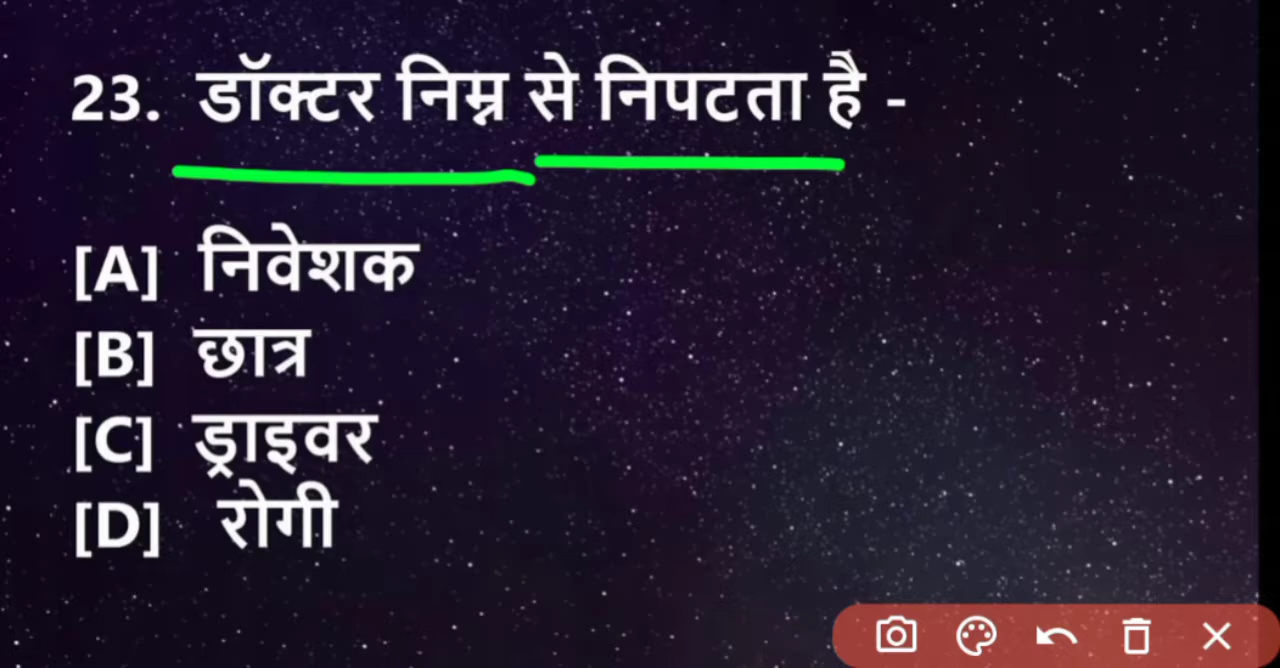 23. डॉक्टर निम्न से निपटता है -
[A] निवेशक
[B] छात्र
[C] ड्राइवर
[D] रोगी